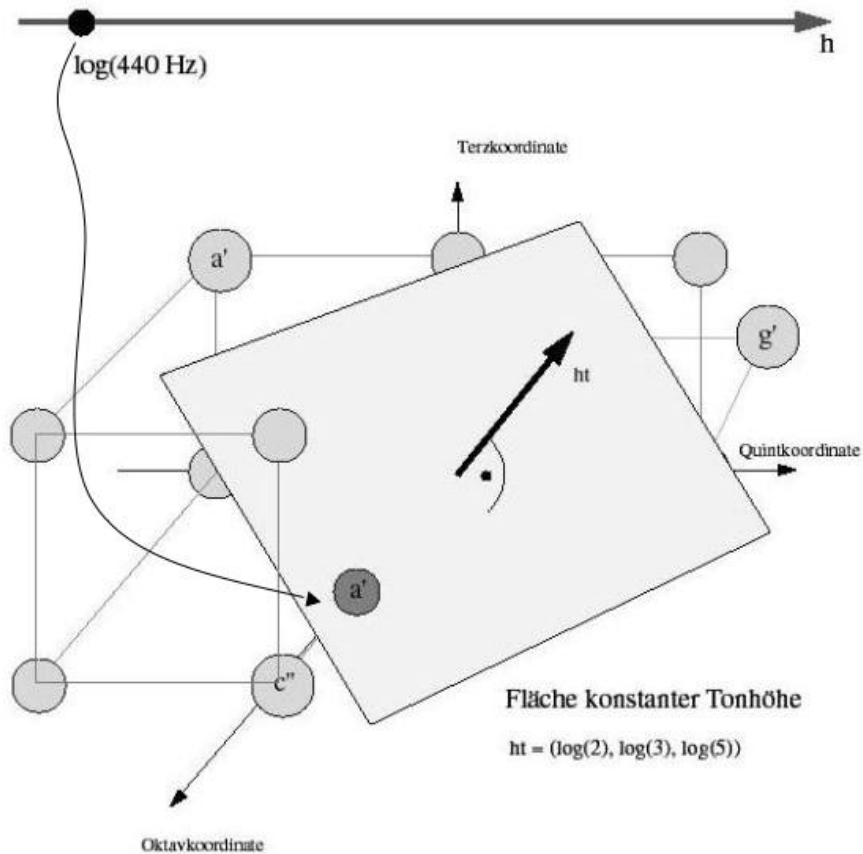 h
log(440 Hz)
Terzkoordinate
a'
g'
ht
Quintkoordinate
a'
c''
Fläche konstanter Tonhöhe
ht = (log(2), log(3), log(5))
Oktavkoordinate